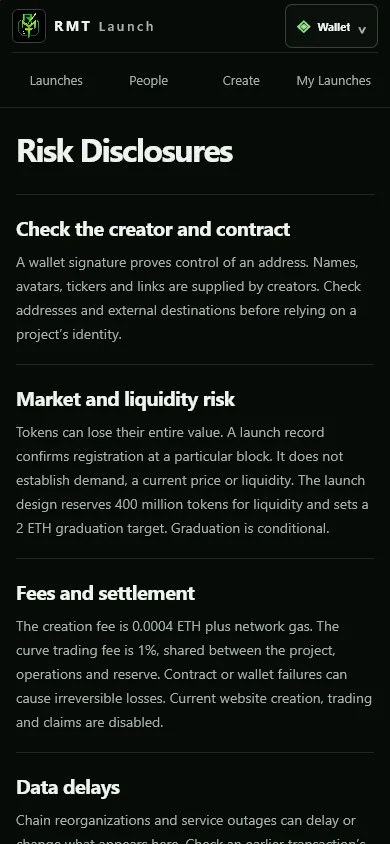 RMT Launch
Wallet
Launches People Create My Launches
Risk Disclosures
Check the creator and contract
A wallet signature proves control of an address. Names,
avatars, tickers and links are supplied by creators. Check
addresses and external destinations before relying on a
project’s identity.
Market and liquidity risk
Tokens can lose their entire value. A launch record
confirms registration at a particular block. It does not
establish demand, a current price or liquidity. The launch
design reserves 400 million tokens for liquidity and sets a
2 ETH graduation target. Graduation is conditional.
Fees and settlement
The creation fee is 0.0004 ETH plus network gas. The
curve trading fee is 1%, shared between the project,
operations and reserve. Contract or wallet failures can
cause irreversible losses. Current website creation, trading
and claims are disabled.
Data delays
Chain reorganizations and service outages can delay or
change what appears here. Check an earlier transaction’s